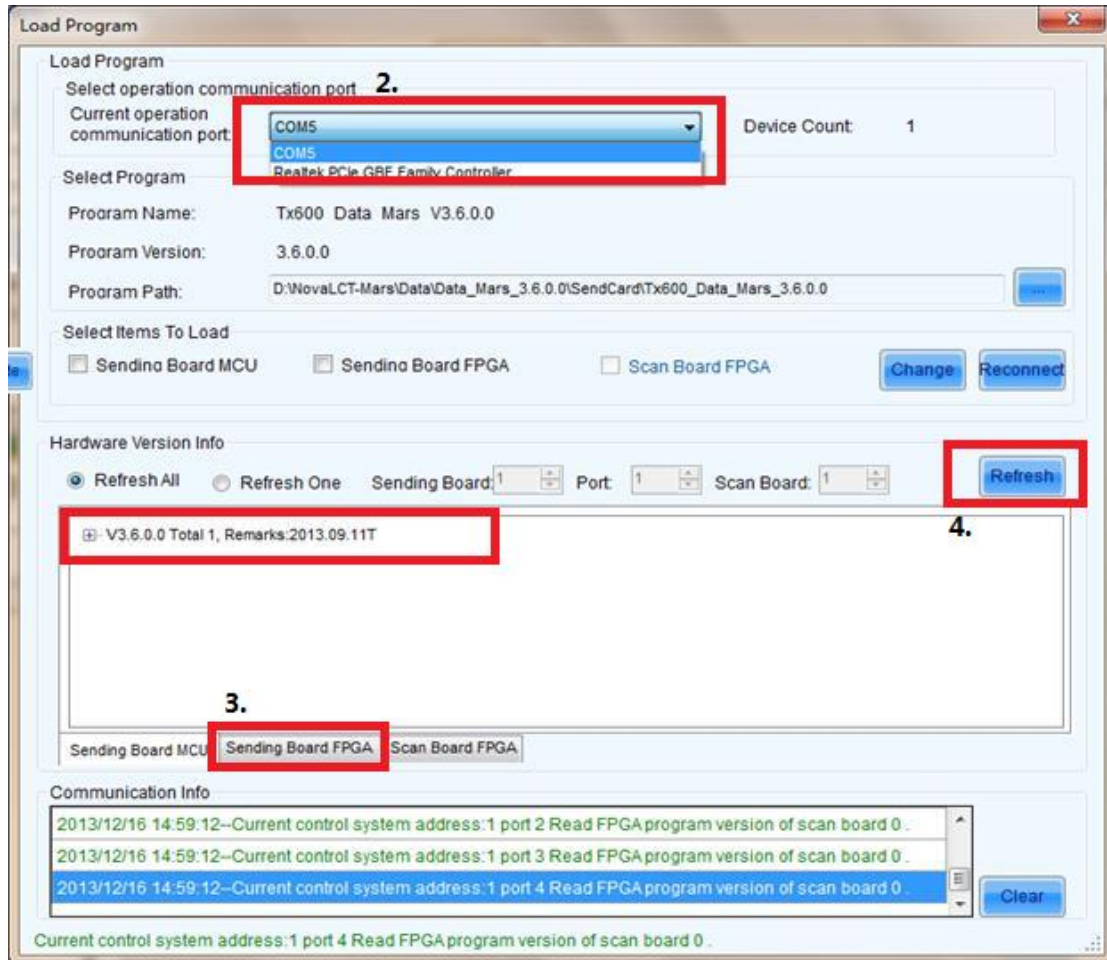 Load Program
Load Program
Select operation communication port 2.
Current operation
communication port: COM5 Device Count: 1
COM5
Realtek PCIe GBE Family Controller
Select Program
Program Name: Tx600 Data Mars V3.6.0.0
Program Version: 3.6.0.0
Program Path: D:\NovaLCT-Mars\Data\Data_Mars_3.6.0.0\SendCard\Tx600_Data_Mars_3.6.0.0 ...
Select Items To Load
Sending Board MCU Sending Board FPGA Scan Board FPGA Change Reconnect
Hardware Version Info
Refresh All Refresh One Sending Board: 1 Port: 1 Scan Board: 1 Refresh
4.
V3.6.0.0 Total 1, Remarks:2013.09.11T
3.
Sending Board MCU Sending Board FPGA Scan Board FPGA
Communication Info
2013/12/16 14:59:12--Current control system address:1 port 2 Read FPGA program version of scan board 0 .
2013/12/16 14:59:12--Current control system address:1 port 3 Read FPGA program version of scan board 0 .
2013/12/16 14:59:12--Current control system address:1 port 4 Read FPGA program version of scan board 0 .
Clear
Current control system address:1 port 4 Read FPGA program version of scan board 0 .